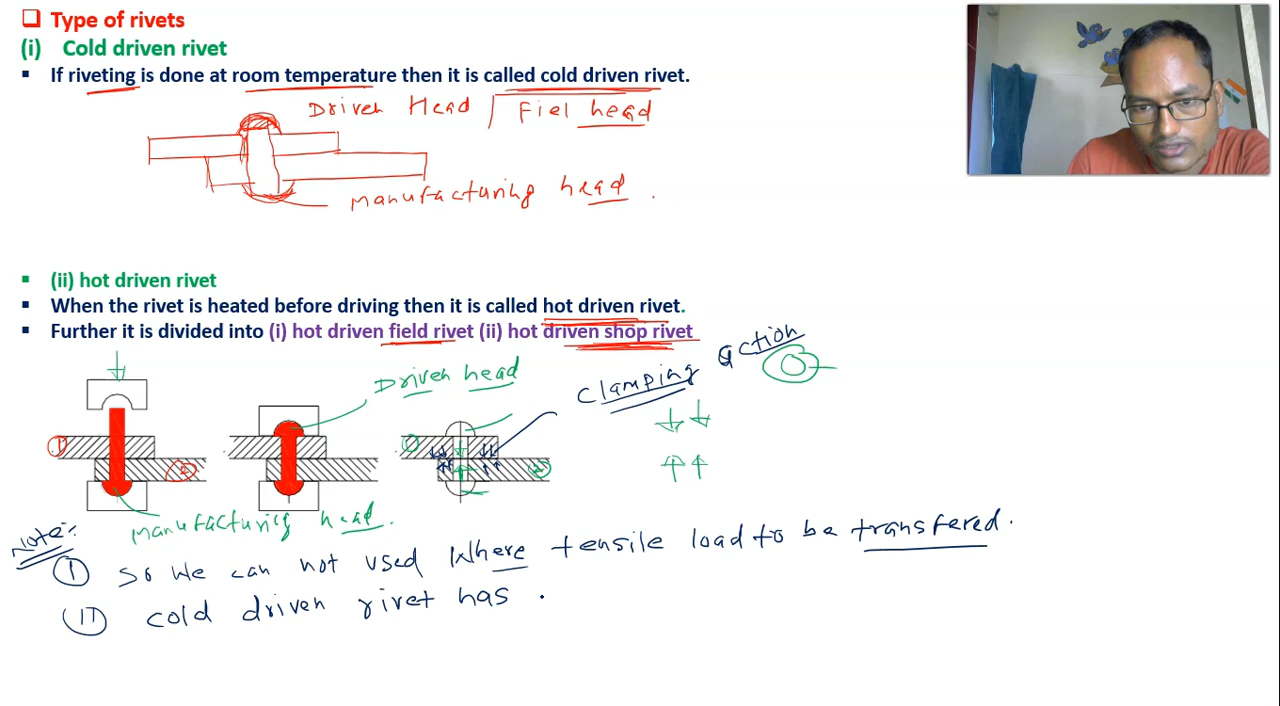 Type of rivets
(i) Cold driven rivet
If riveting is done at room temperature then it is called cold driven rivet.
Driven Head Fiel head
manufacturing head.
(ii) hot driven rivet
When the rivet is heated before driving then it is called hot driven rivet.
Further it is divided into (i) hot driven field rivet (ii) hot driven shop rivet
Clamping action
Driven head
1 2 1 2
manufacturing head.
Note:-
I so we can not used where tensile load to be transfered.
II cold driven rivet has .